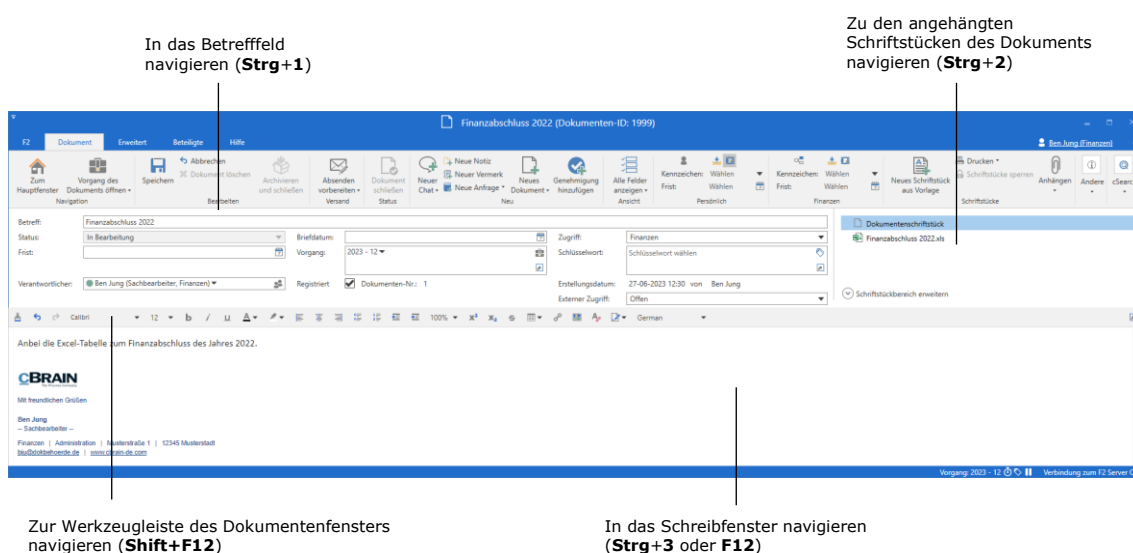 Zu den angehängten
Schriftstücken des Dokuments
navigieren (Strg+2)
In das Betrefffeld
navigieren (Strg+1)
Finanzabschluss 2022 (Dokumenten-ID: 1999)
F2 Dokument Erweitert Beteiligte Hilfe
Ben Jung (Finanzen)
Zum Hauptfenster
Vorgang des Dokuments öffnen
Navigation
Speichern
Abbrechen
Dokument löschen
Archivieren und schließen
Bearbeiten
Absenden vorbereiten
Versand
Dokument schließen
Status
Neuer Chat
Neue Notiz
Neuer Vermerk
Neue Anfrage
Neues Dokument
Genehmigung hinzufügen
Neu
Alle Felder anzeigen
Ansicht
Kennzeichen: Wählen
Frist: Wählen
Persönlich
Kennzeichen: Wählen
Frist: Wählen
Finanzen
Neues Schriftstück aus Vorlage
Drucken
Schriftstücke sperren
Anhängen
Schriftstücke
Andere
cSearc
Betreff: Finanzabschluss 2022
Status: In Bearbeitung
Briefdatum:
Zugriff: Finanzen
Frist:
Vorgang: 2023 - 12
Schlüsselwort: Schlüsselwort wählen
Verantwortlicher: Ben Jung (Sachbearbeiter, Finanzen)
Registriert Dokumenten-Nr.: 1
Erstellungsdatum: 27-06-2023 12:30 von Ben Jung
Externer Zugriff: Offen
Dokumentenschriftstück
Finanzabschluss 2022.xls
Schriftstückbereich erweitern
Calibri 12 b / u A 100% X² X₂ S German
Anbei die Excel-Tabelle zum Finanzabschluss des Jahres 2022.
CBRAIN
Mit freundlichen Grüßen
Ben Jung
-- Sachbearbeiter --
Finanzen | Administration | Musterstraße 1 | 12345 Musterstadt
bju@dokbehoerde.de | www.cbrain-de.com
Vorgang: 2023 - 12 Verbindung zum F2 Server
Zur Werkzeugleiste des Dokumentenfensters
navigieren (Shift+F12)
In das Schreibfenster navigieren
(Strg+3 oder F12)